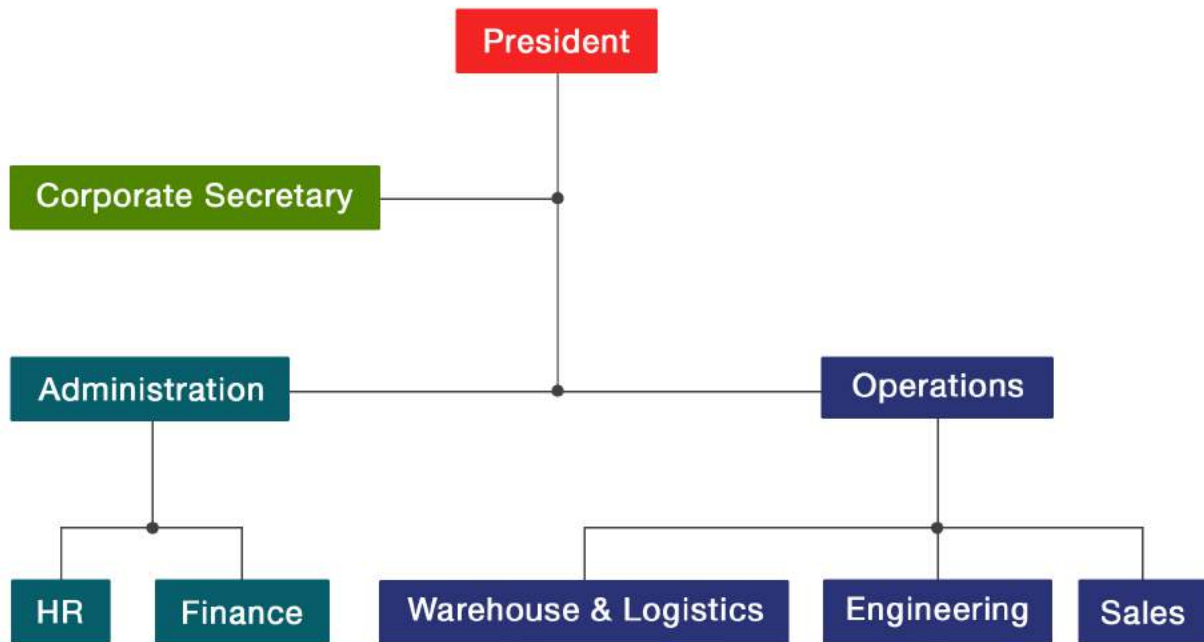 President
Corporate Secretary
Administration
Operations
HR
Finance
Warehouse & Logistics
Engineering
Sales